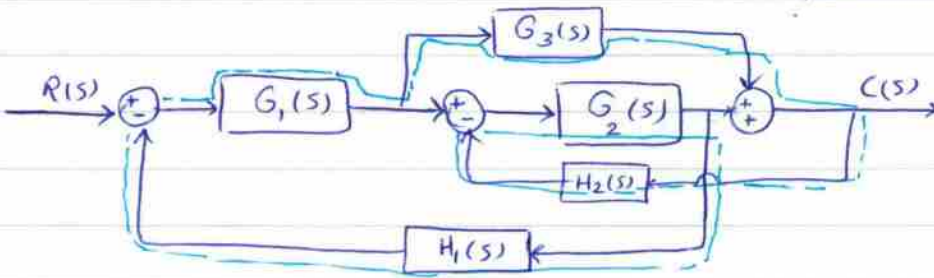 G3(S)
R(S) + - G1(S) + - G2(S) + + C(S)
H2(S)
H1(S)